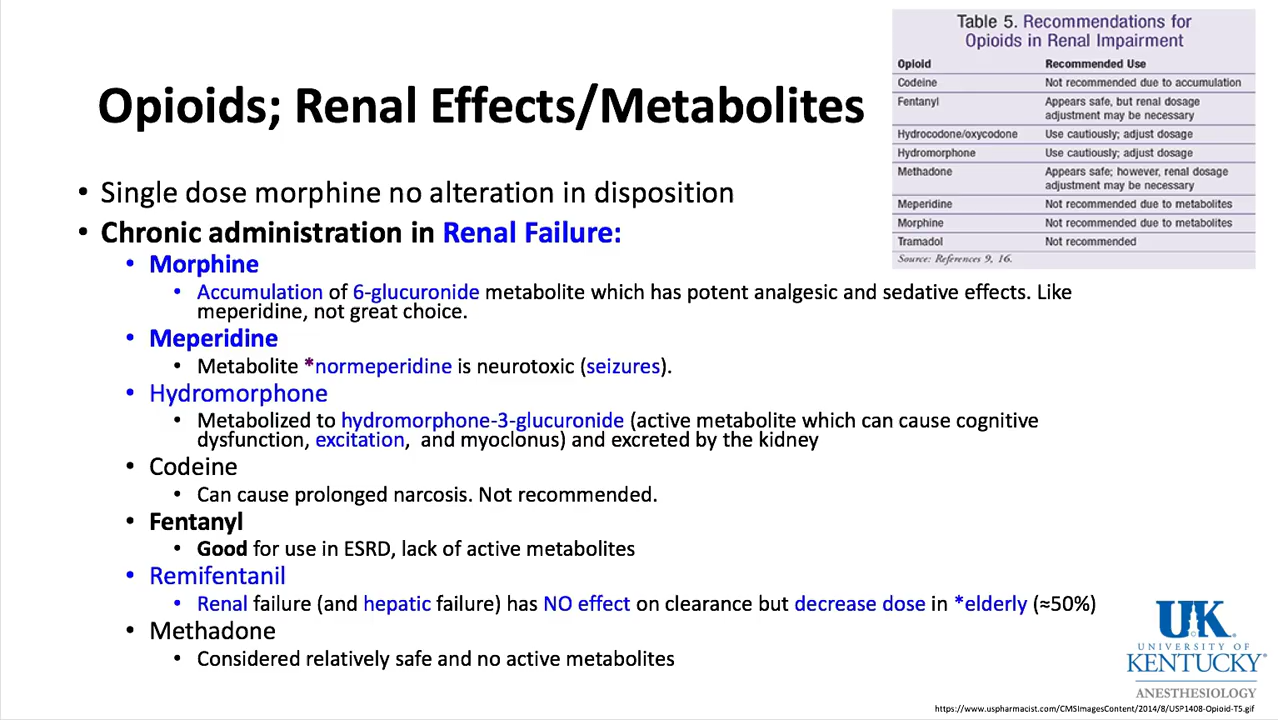 Opioids; Renal Effects/Metabolites
• Single dose morphine no alteration in disposition
• Chronic administration in Renal Failure:
• Morphine
• Accumulation of 6-glucuronide metabolite which has potent analgesic and sedative effects. Like
meperidine, not great choice.
• Meperidine
• Metabolite *normeperidine is neurotoxic (seizures).
• Hydromorphone
• Metabolized to hydromorphone-3-glucuronide (active metabolite which can cause cognitive
dysfunction, excitation, and myoclonus) and excreted by the kidney
• Codeine
• Can cause prolonged narcosis. Not recommended.
• Fentanyl
• Good for use in ESRD, lack of active metabolites
• Remifentanil
• Renal failure (and hepatic failure) has NO effect on clearance but decrease dose in *elderly (≈50%)
• Methadone
• Considered relatively safe and no active metabolites
Table 5. Recommendations for
Opioids in Renal Impairment
Opioid Recommended Use
Codeine Not recommended due to accumulation
Fentanyl Appears safe, but renal dosage
adjustment may be necessary
Hydrocodone/oxycodone Use cautiously; adjust dosage
Hydromorphone Use cautiously; adjust dosage
Methadone Appears safe; however, renal dosage
adjustment may be necessary
Meperidine Not recommended due to metabolites
Morphine Not recommended due to metabolites
Tramadol Not recommended
Source: References 9, 16.
UK
UNIVERSITY OF
KENTUCKY
ANESTHESIOLOGY
https://www.uspharmacist.com/CMSImagesContent/2014/8/USP1408-Opioid-T5.gif